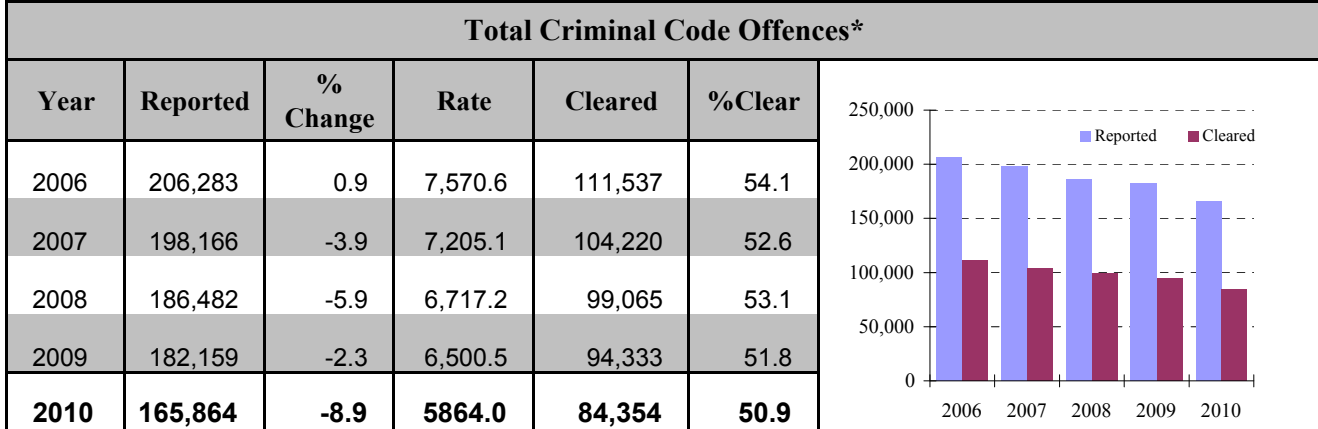 Total Criminal Code Offences*
Year Reported % Change Rate Cleared %Clear
2006 206,283 0.9 7,570.6 111,537 54.1
2007 198,166 -3.9 7,205.1 104,220 52.6
2008 186,482 -5.9 6,717.2 99,065 53.1
2009 182,159 -2.3 6,500.5 94,333 51.8
2010 165,864 -8.9 5864.0 84,354 50.9
250,000
Reported Cleared
200,000
150,000
100,000
50,000
0
2006 2007 2008 2009 2010